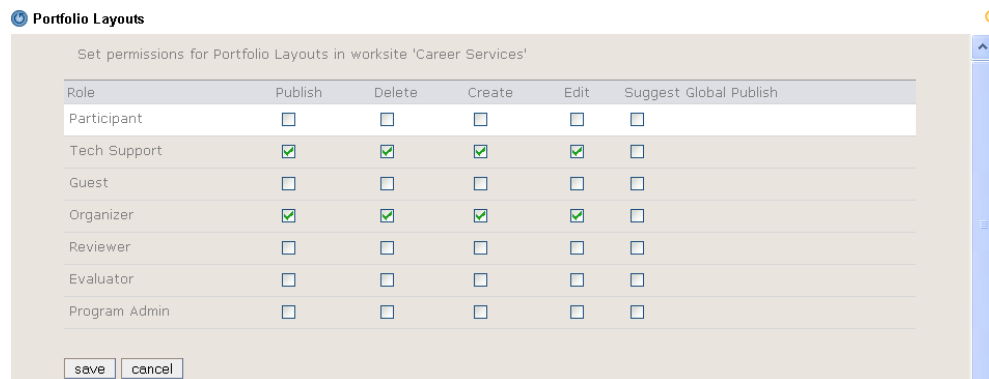 Portfolio Layouts
Set permissions for Portfolio Layouts in worksite 'Career Services'
Role Publish Delete Create Edit Suggest Global Publish
Participant
Tech Support
Guest
Organizer
Reviewer
Evaluator
Program Admin
save cancel